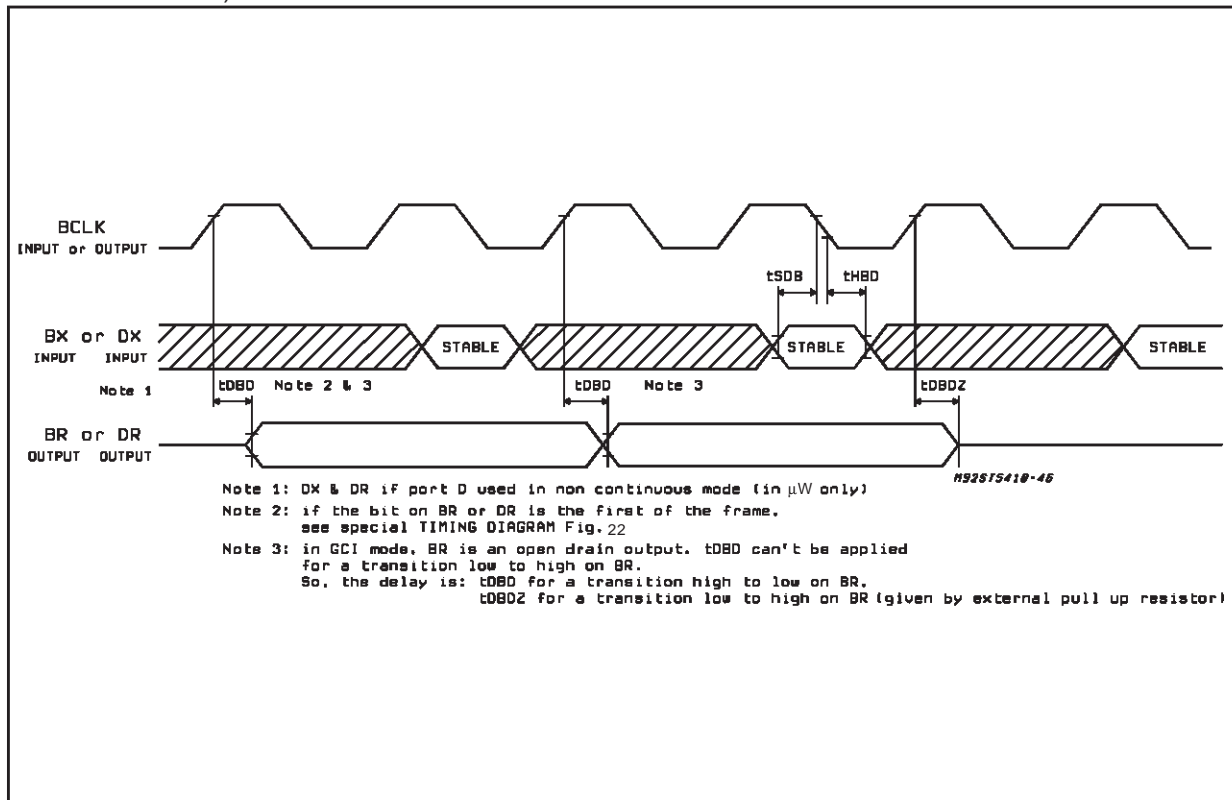 BCLK
INPUT or OUTPUT
tSDB tHBD
BX or DX
INPUT INPUT
STABLE STABLE STABLE
Note 1
tDBD Note 2 & 3 tDBD Note 3 tDBDZ
BR or DR
OUTPUT OUTPUT
M92ST5410-46
Note 1: DX & DR if port D used in non continuous mode (in μW only)
Note 2: if the bit on BR or DR is the first of the frame.
see special TIMING DIAGRAM Fig. 22
Note 3: in GCI mode, BR is an open drain output. tDBD can't be applied
for a transition low to high on BR.
So, the delay is: tDBD for a transition high to low on BR.
tDBDZ for a transition low to high on BR (given by external pull up resistor)